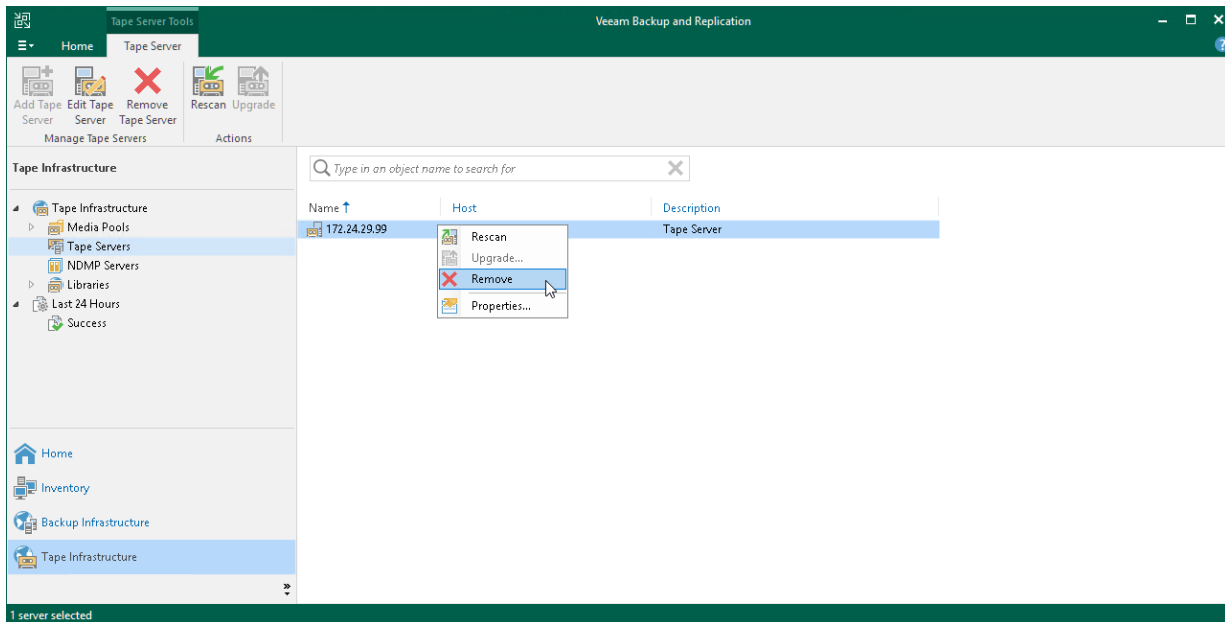 Tape Server Tools
Veeam Backup and Replication
Home
Tape Server
Add Tape Server
Edit Tape Server
Remove Tape Server
Rescan
Upgrade
Manage Tape Servers
Actions
Tape Infrastructure
Type in an object name to search for
Tape Infrastructure
Media Pools
Tape Servers
NDMP Servers
Libraries
Last 24 Hours
Success
Name Host Description
172.24.29.99 Tape Server
Rescan
Upgrade...
Remove
Properties...
Home
Inventory
Backup Infrastructure
Tape Infrastructure
1 server selected